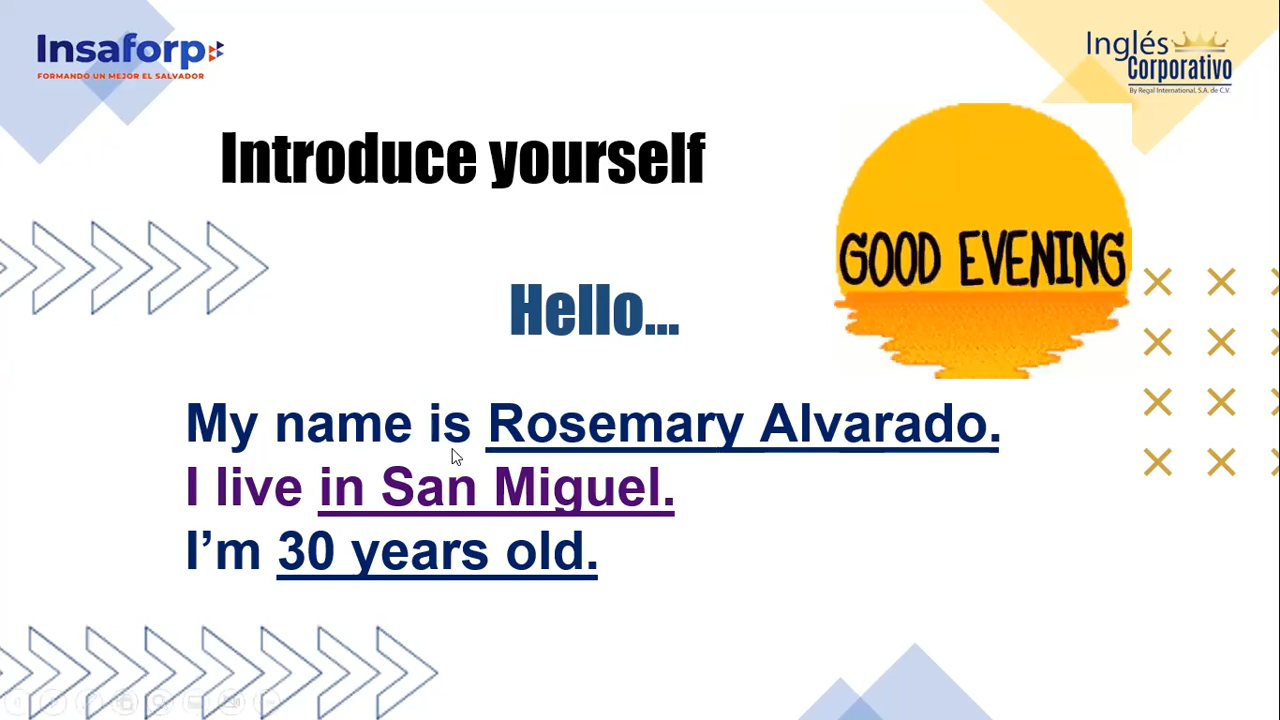 Insaforp
FORMANDO UN MEJOR EL SALVADOR
Inglés
Corporativo
By Regal International, S.A. de C.V.
Introduce yourself
GOOD EVENING
Hello...
My name is Rosemary Alvarado.
I live in San Miguel.
I’m 30 years old.